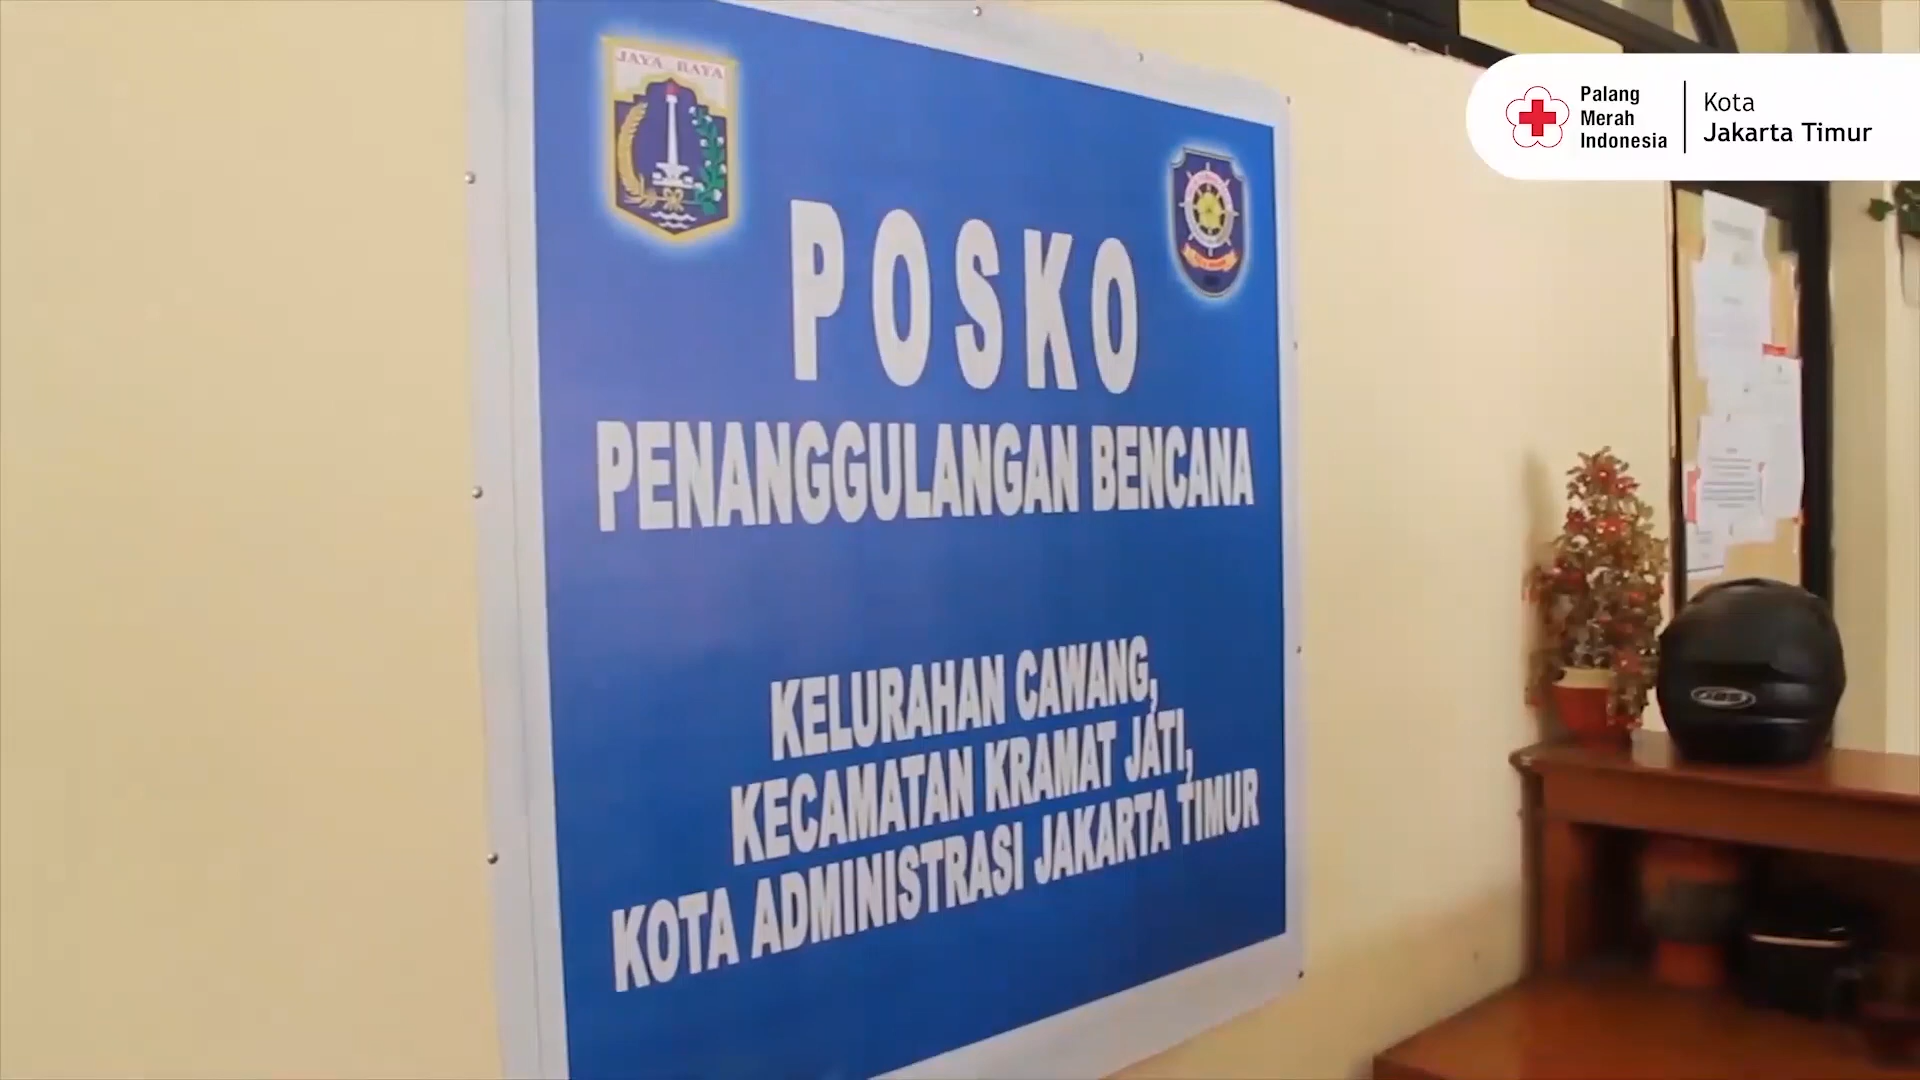 JAYA RAYA
POSKO
PENANGGULANGAN BENCANA
KELURAHAN CAWANG,
KECAMATAN KRAMAT JATI,
KOTA ADMINISTRASI JAKARTA TIMUR
Palang
Merah
Indonesia
Kota
Jakarta Timur